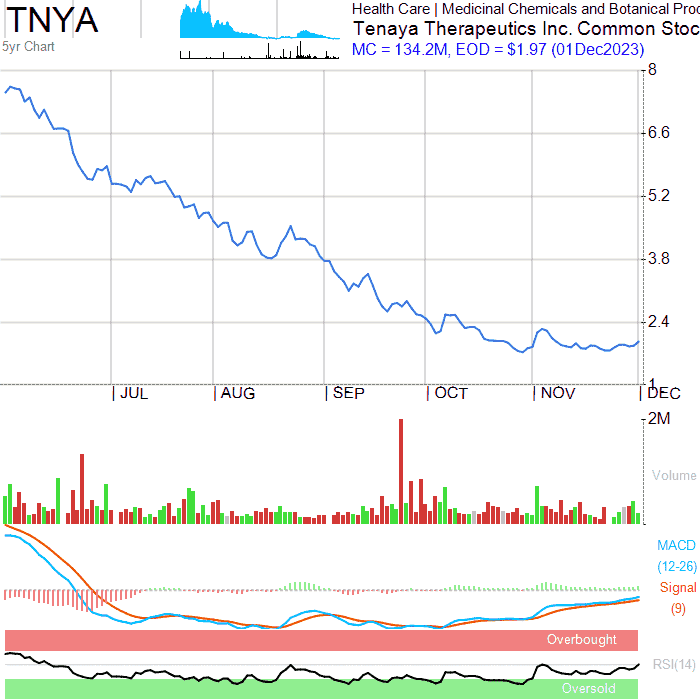 TNYA
5yr Chart
Health Care | Medicinal Chemicals and Botanical Proc
Tenaya Therapeutics Inc. Common Stoc
MC = 134.2M, EOD = $1.97 (01Dec2023)
8
6.6
5.2
3.8
2.4
1
JUL
AUG
SEP
OCT
NOV
DEC
2M
Volume
MACD
(12-26)
Signal
(9)
Overbought
RSI(14)
Oversold